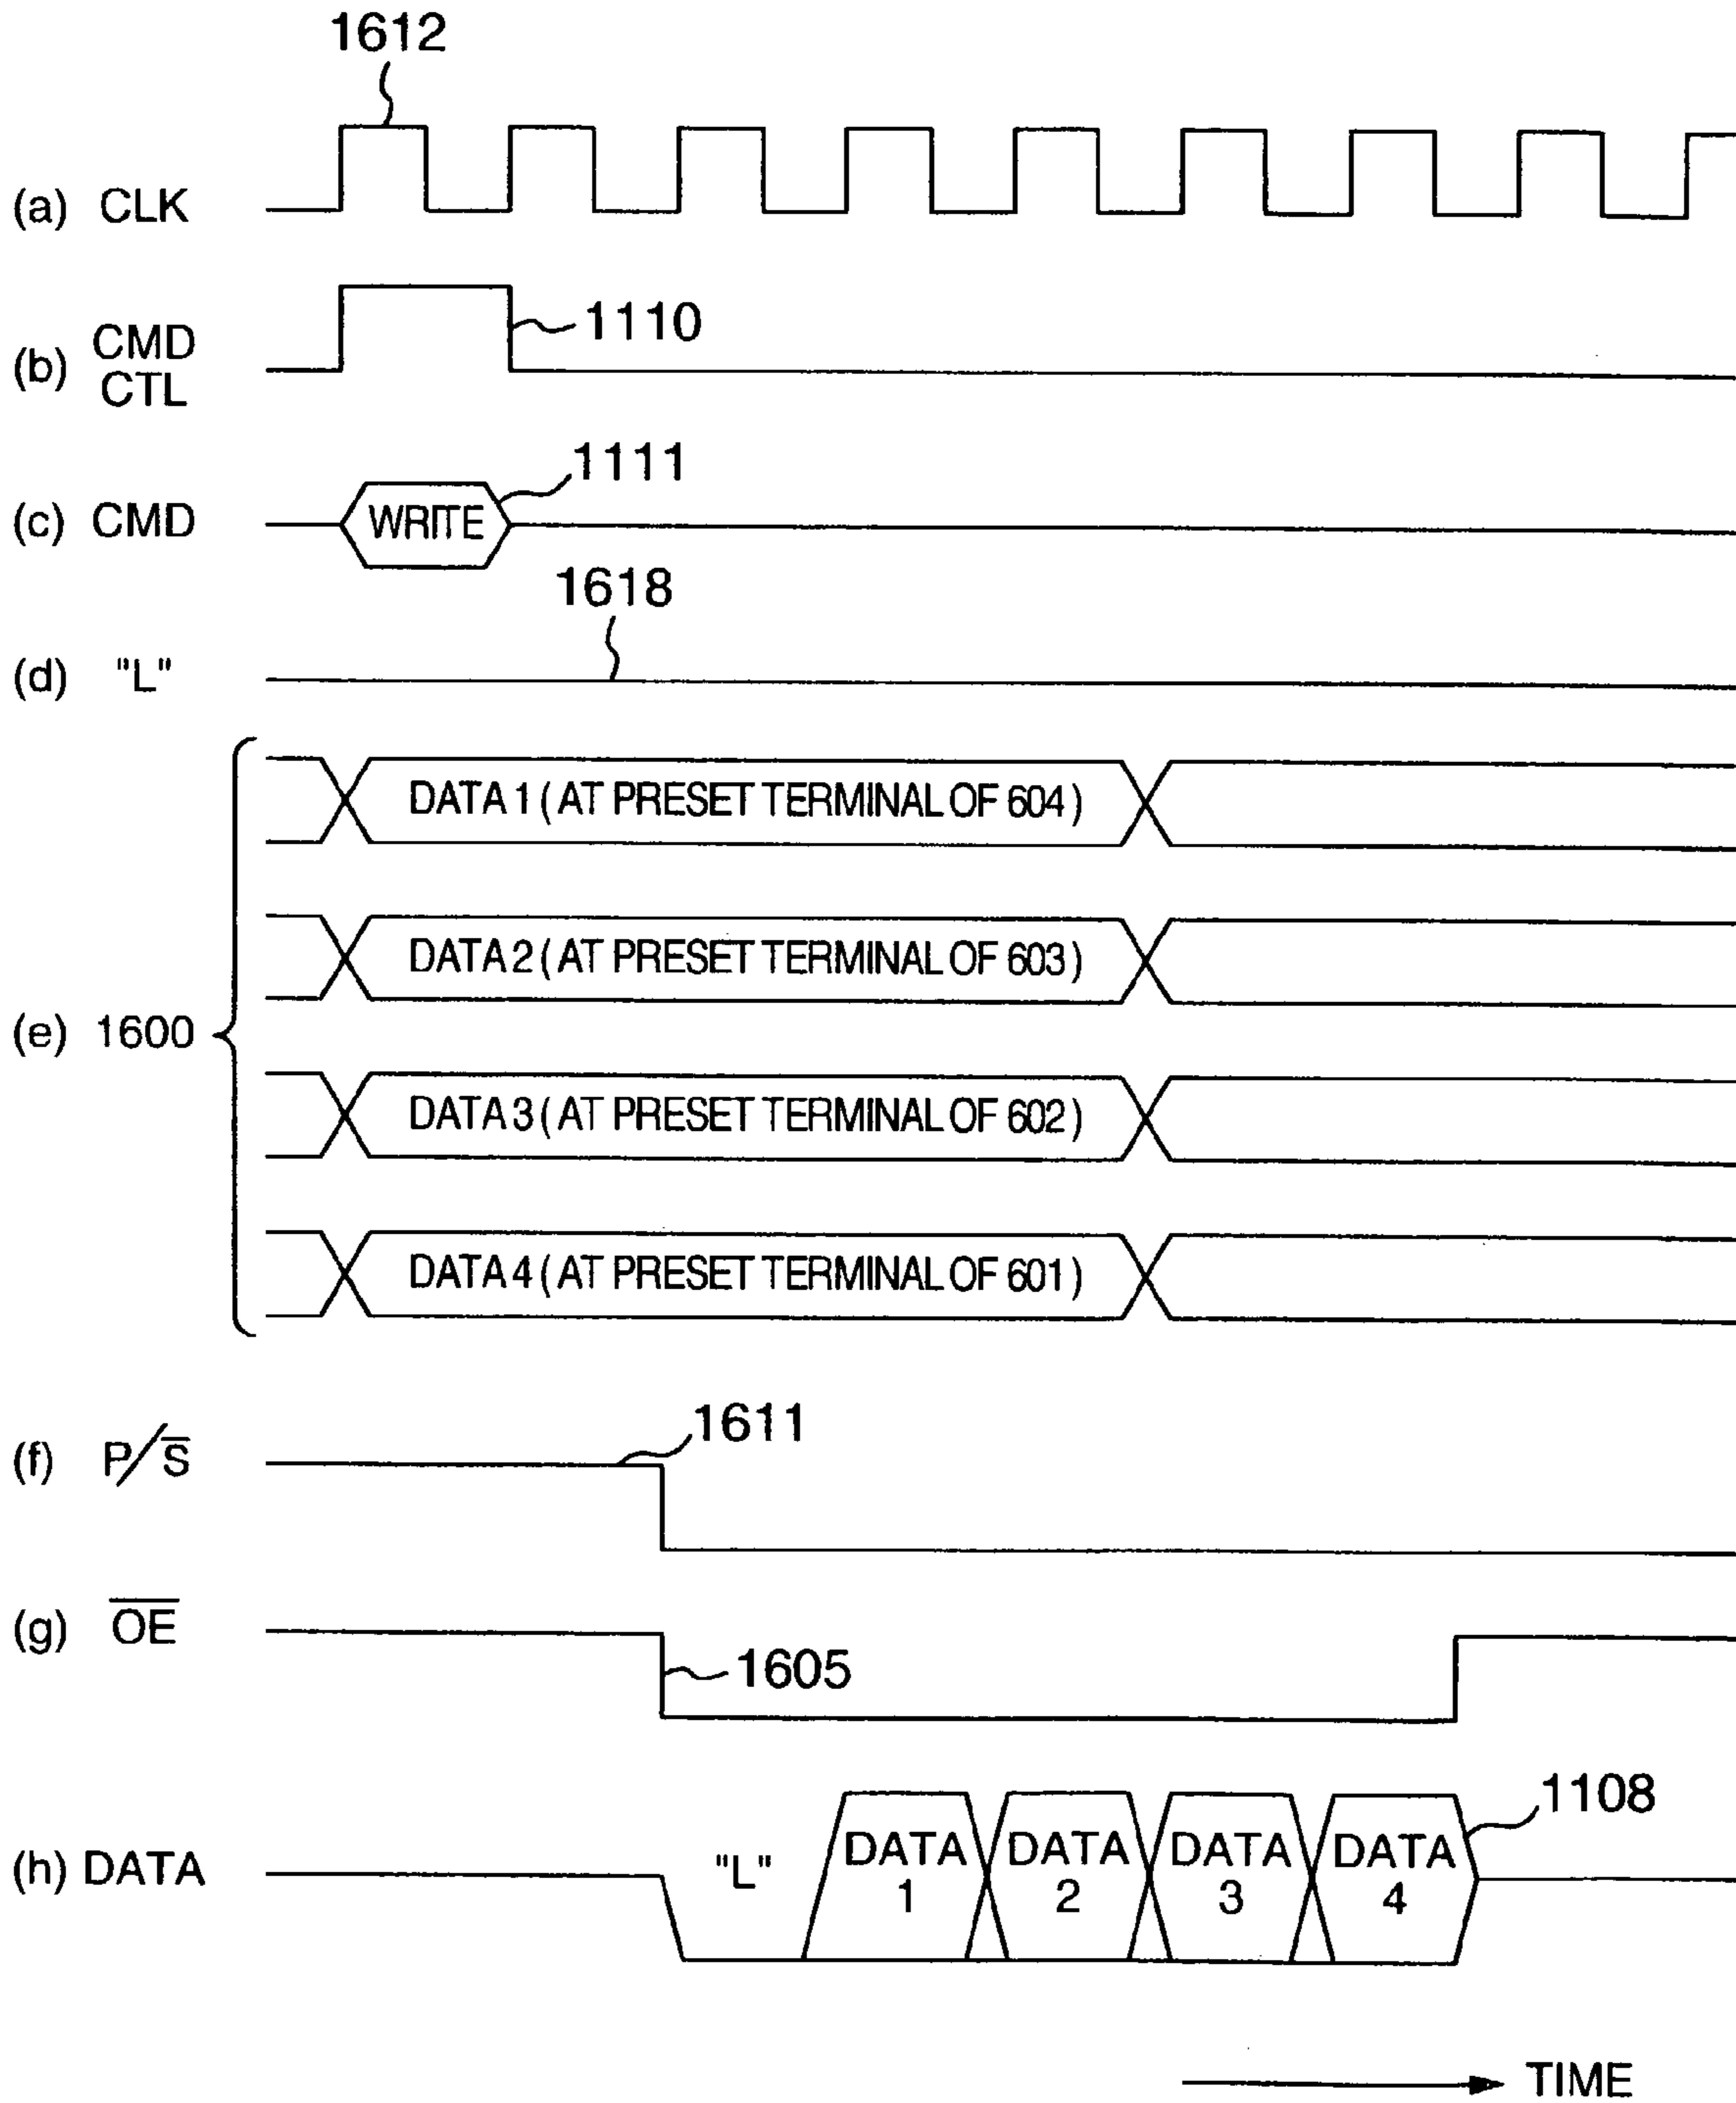 1612
(a) CLK
(b) CMD CTL
1110
(c) CMD
WRITE
1111
1618
(d) "L"
(e) 1600
DATA 1 ( AT PRESET TERMINAL OF 604 )
DATA 2 ( AT PRESET TERMINAL OF 603 )
DATA 3 ( AT PRESET TERMINAL OF 602 )
DATA 4 ( AT PRESET TERMINAL OF 601 )
1611
(f) P/S̅
(g) O̅E̅
1605
(h) DATA
"L"
DATA 1
DATA 2
DATA 3
DATA 4
1108
TIME